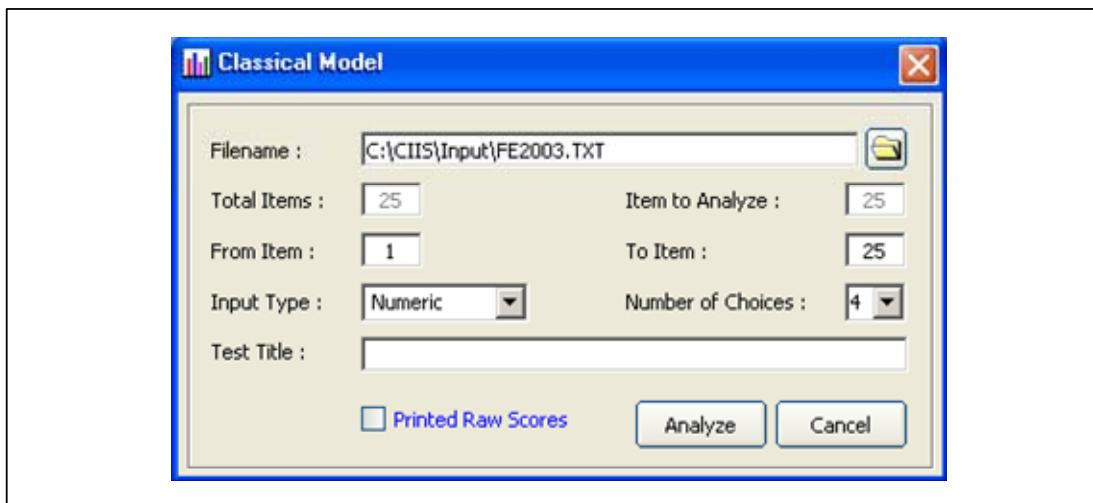 Classical Model
Filename : C:\CIIS\Input\FE2003.TXT
Total Items : 25 Item to Analyze : 25
From Item : 1 To Item : 25
Input Type : Numeric Number of Choices : 4
Test Title :
Printed Raw Scores Analyze Cancel